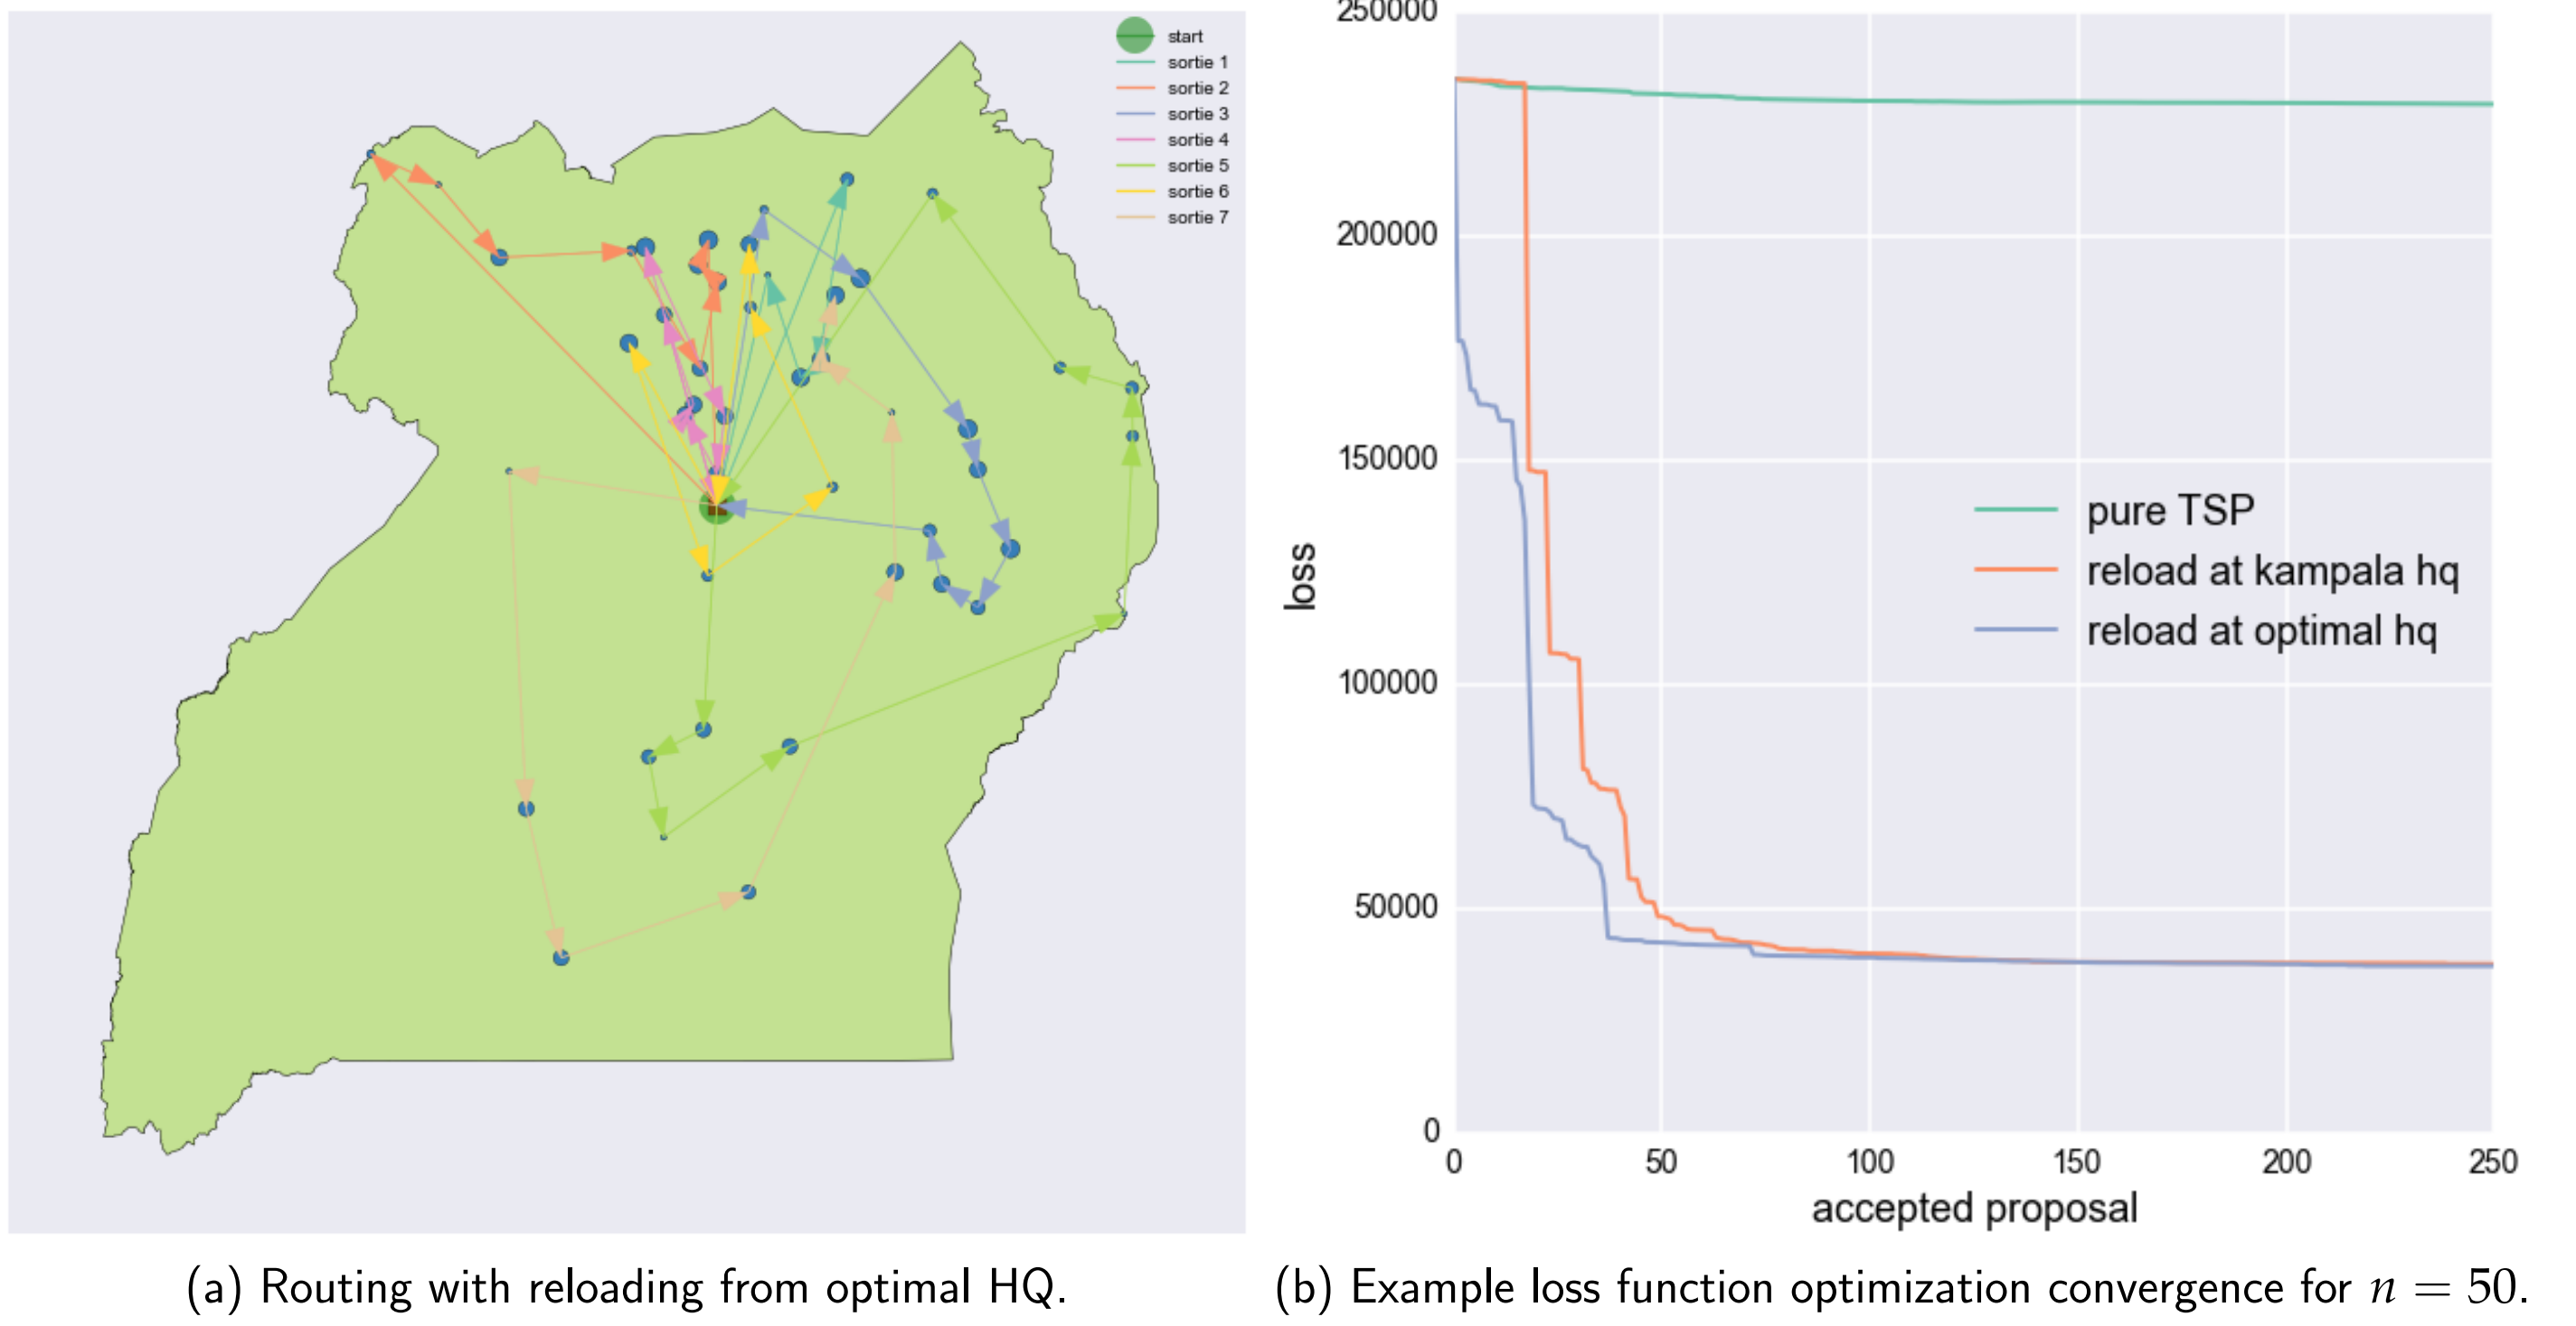 start
sortie 1
sortie 2
sortie 3
sortie 4
sortie 5
sortie 6
sortie 7
(a) Routing with reloading from optimal HQ.
250000
200000
150000
100000
50000
0
loss
pure TSP
reload at kampala hq
reload at optimal hq
0 50 100 150 200 250
accepted proposal
(b) Example loss function optimization convergence for n = 50.